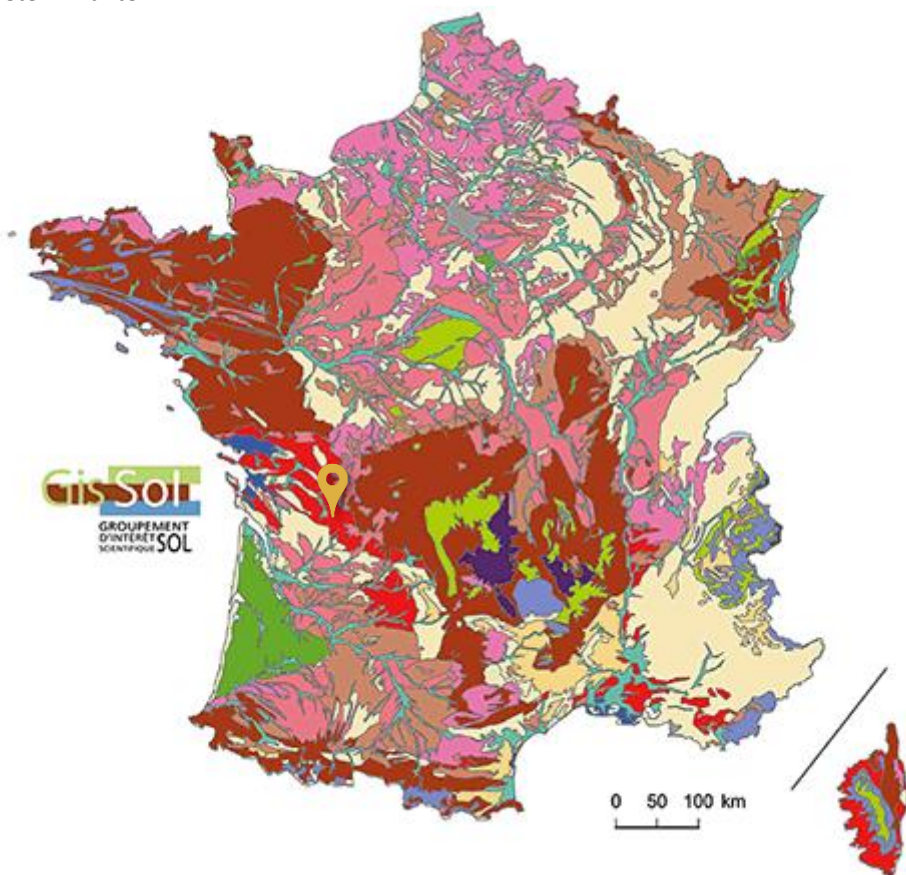 GisSol
GROUPEMENT
D'INTÉRÊT
SCIENTIFIQUE SOL
0 50 100 km